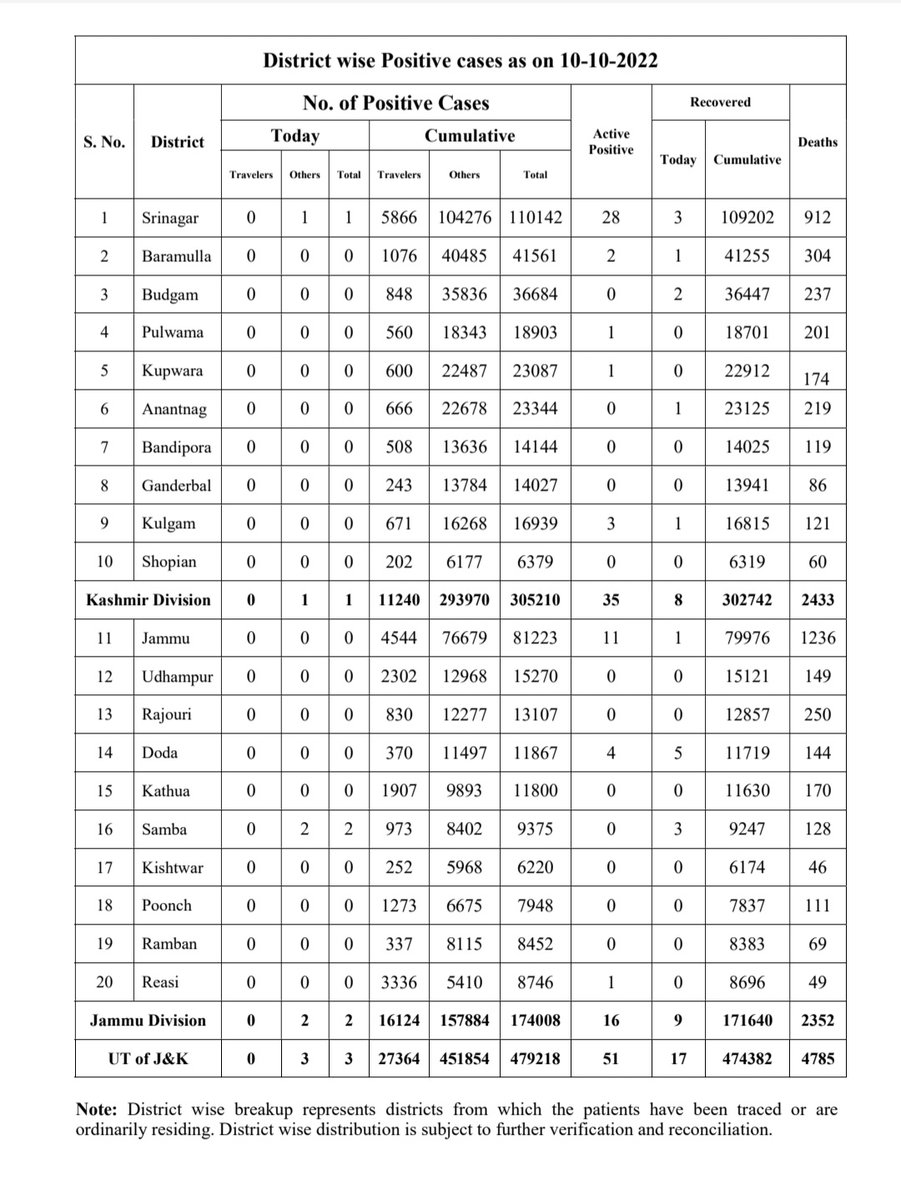 District wise Positive cases as on 10-10-2022
S. No. District No. of Positive Cases Active Positive Recovered Deaths
Today Cumulative Today Cumulative
Travelers Others Total Travelers Others Total
1 Srinagar 0 1 1 5866 104276 110142 28 3 109202 912
2 Baramulla 0 0 0 1076 40485 41561 2 1 41255 304
3 Budgam 0 0 0 848 35836 36684 0 2 36447 237
4 Pulwama 0 0 0 560 18343 18903 1 0 18701 201
5 Kupwara 0 0 0 600 22487 23087 1 0 22912 174
6 Anantnag 0 0 0 666 22678 23344 0 1 23125 219
7 Bandipora 0 0 0 508 13636 14144 0 0 14025 119
8 Ganderbal 0 0 0 243 13784 14027 0 0 13941 86
9 Kulgam 0 0 0 671 16268 16939 3 1 16815 121
10 Shopian 0 0 0 202 6177 6379 0 0 6319 60
Kashmir Division 0 1 1 11240 293970 305210 35 8 302742 2433
11 Jammu 0 0 0 4544 76679 81223 11 1 79976 1236
12 Udhampur 0 0 0 2302 12968 15270 0 0 15121 149
13 Rajouri 0 0 0 830 12277 13107 0 0 12857 250
14 Doda 0 0 0 370 11497 11867 4 5 11719 144
15 Kathua 0 0 0 1907 9893 11800 0 0 11630 170
16 Samba 0 2 2 973 8402 9375 0 3 9247 128
17 Kishtwar 0 0 0 252 5968 6220 0 0 6174 46
18 Poonch 0 0 0 1273 6675 7948 0 0 7837 111
19 Ramban 0 0 0 337 8115 8452 0 0 8383 69
20 Reasi 0 0 0 3336 5410 8746 1 0 8696 49
Jammu Division 0 2 2 16124 157884 174008 16 9 171640 2352
UT of J&K 0 3 3 27364 451854 479218 51 17 474382 4785
Note: District wise breakup represents districts from which the patients have been traced or are
ordinarily residing. District wise distribution is subject to further verification and reconciliation.